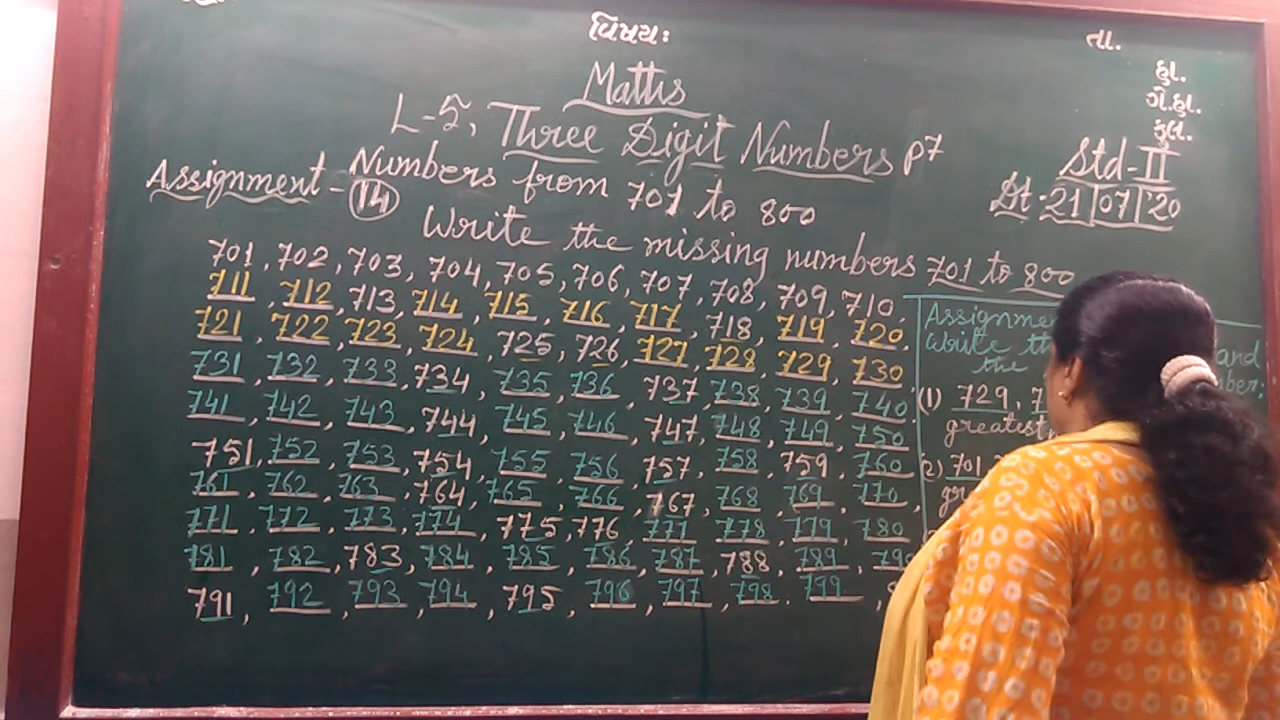 વિષય:
તા.
હા.
ગે.હા.
કુલ.
Maths
L-5, Three Digit Numbers P7
Std-II
Dt:21/07/'20
Assignment-14 Numbers from 701 to 800
Write the missing numbers 701 to 800
701, 702, 703, 704, 705, 706, 707, 708, 709, 710,
711, 712, 713, 714, 715, 716, 717, 718, 719, 720,
721, 722, 723, 724, 725, 726, 727, 728, 729, 730,
731, 732, 733, 734, 735, 736, 737, 738, 739, 740
741, 742, 743, 744, 745, 746, 747, 748, 749, 750
751, 752, 753, 754, 755, 756, 757, 758, 759, 760
761, 762, 763, 764, 765, 766, 767, 768, 769, 770,
771, 772, 773, 774, 775, 776, 777, 778, 779, 780
781, 782, 783, 784, 785, 786, 787, 788, 789,
791, 792, 793, 794, 795, 796, 797, 798, 799,
Write
the
and
(1) 729,
greatest
(2) 701